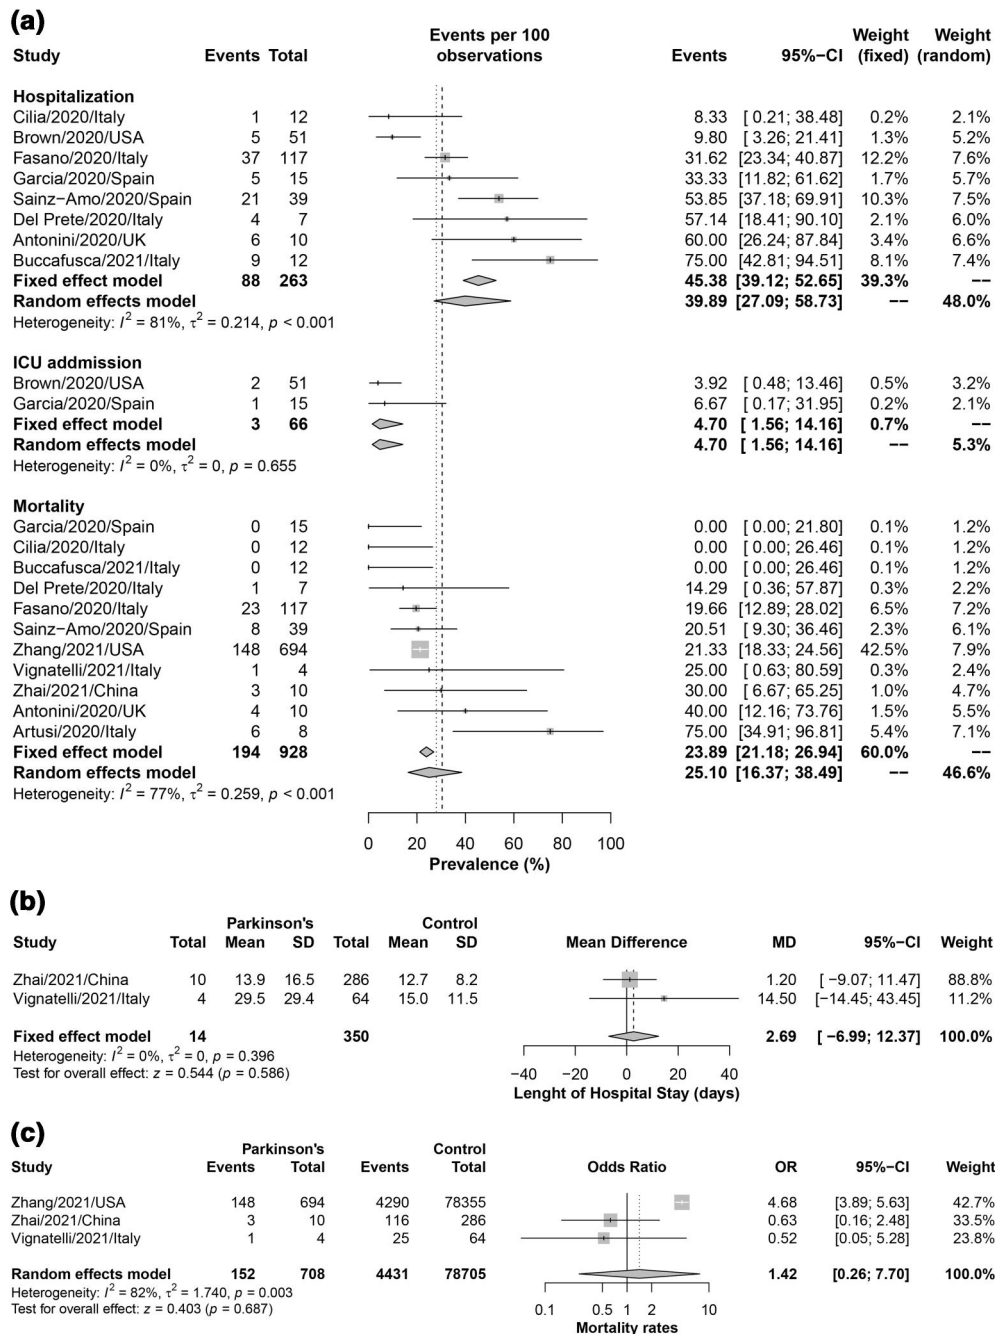 (a)
Events per 100 Weight Weight
Study Events Total observations Events 95%−CI (fixed) (random)
Hospitalization
Cilia/2020/Italy 1 12 8.33 [ 0.21; 38.48] 0.2% 2.1%
Brown/2020/USA 5 51 9.80 [ 3.26; 21.41] 1.3% 5.2%
Fasano/2020/Italy 37 117 31.62 [23.34; 40.87] 12.2% 7.6%
Garcia/2020/Spain 5 15 33.33 [11.82; 61.62] 1.7% 5.7%
Sainz−Amo/2020/Spain 21 39 53.85 [37.18; 69.91] 10.3% 7.5%
Del Prete/2020/Italy 4 7 57.14 [18.41; 90.10] 2.1% 6.0%
Antonini/2020/UK 6 10 60.00 [26.24; 87.84] 3.4% 6.6%
Buccafusca/2021/Italy 9 12 75.00 [42.81; 94.51] 8.1% 7.4%
Fixed effect model 88 263 45.38 [39.12; 52.65] 39.3% −−
Random effects model 39.89 [27.09; 58.73] −− 48.0%
Heterogeneity: I² = 81%, τ² = 0.214, p < 0.001
ICU addmission
Brown/2020/USA 2 51 3.92 [ 0.48; 13.46] 0.5% 3.2%
Garcia/2020/Spain 1 15 6.67 [ 0.17; 31.95] 0.2% 2.1%
Fixed effect model 3 66 4.70 [ 1.56; 14.16] 0.7% −−
Random effects model 4.70 [ 1.56; 14.16] −− 5.3%
Heterogeneity: I² = 0%, τ² = 0, p = 0.655
Mortality
Garcia/2020/Spain 0 15 0.00 [ 0.00; 21.80] 0.1% 1.2%
Cilia/2020/Italy 0 12 0.00 [ 0.00; 26.46] 0.1% 1.2%
Buccafusca/2021/Italy 0 12 0.00 [ 0.00; 26.46] 0.1% 1.2%
Del Prete/2020/Italy 1 7 14.29 [ 0.36; 57.87] 0.3% 2.2%
Fasano/2020/Italy 23 117 19.66 [12.89; 28.02] 6.5% 7.2%
Sainz−Amo/2020/Spain 8 39 20.51 [ 9.30; 36.46] 2.3% 6.1%
Zhang/2021/USA 148 694 21.33 [18.33; 24.56] 42.5% 7.9%
Vignatelli/2021/Italy 1 4 25.00 [ 0.63; 80.59] 0.3% 2.4%
Zhai/2021/China 3 10 30.00 [ 6.67; 65.25] 1.0% 4.7%
Antonini/2020/UK 4 10 40.00 [12.16; 73.76] 1.5% 5.5%
Artusi/2020/Italy 6 8 75.00 [34.91; 96.81] 5.4% 7.1%
Fixed effect model 194 928 23.89 [21.18; 26.94] 60.0% −−
Random effects model 25.10 [16.37; 38.49] −− 46.6%
Heterogeneity: I² = 77%, τ² = 0.259, p < 0.001
0 20 40 60 80 100
Prevalence (%)
(b)
Parkinson's Control
Study Total Mean SD Total Mean SD Mean Difference MD 95%−CI Weight
Zhai/2021/China 10 13.9 16.5 286 12.7 8.2 1.20 [ −9.07; 11.47] 88.8%
Vignatelli/2021/Italy 4 29.5 29.4 64 15.0 11.5 14.50 [−14.45; 43.45] 11.2%
Fixed effect model 14 350 2.69 [ −6.99; 12.37] 100.0%
Heterogeneity: I² = 0%, τ² = 0, p = 0.396
Test for overall effect: z = 0.544 (p = 0.586)
−40 −20 0 20 40
Lenght of Hospital Stay (days)
(c)
Parkinson's Control
Study Events Total Events Total Odds Ratio OR 95%−CI Weight
Zhang/2021/USA 148 694 4290 78355 4.68 [3.89; 5.63] 42.7%
Zhai/2021/China 3 10 116 286 0.63 [0.16; 2.48] 33.5%
Vignatelli/2021/Italy 1 4 25 64 0.52 [0.05; 5.28] 23.8%
Random effects model 152 708 4431 78705 1.42 [0.26; 7.70] 100.0%
Heterogeneity: I² = 82%, τ² = 1.740, p = 0.003
Test for overall effect: z = 0.403 (p = 0.687)
0.1 0.5 1 2 10
Mortality rates